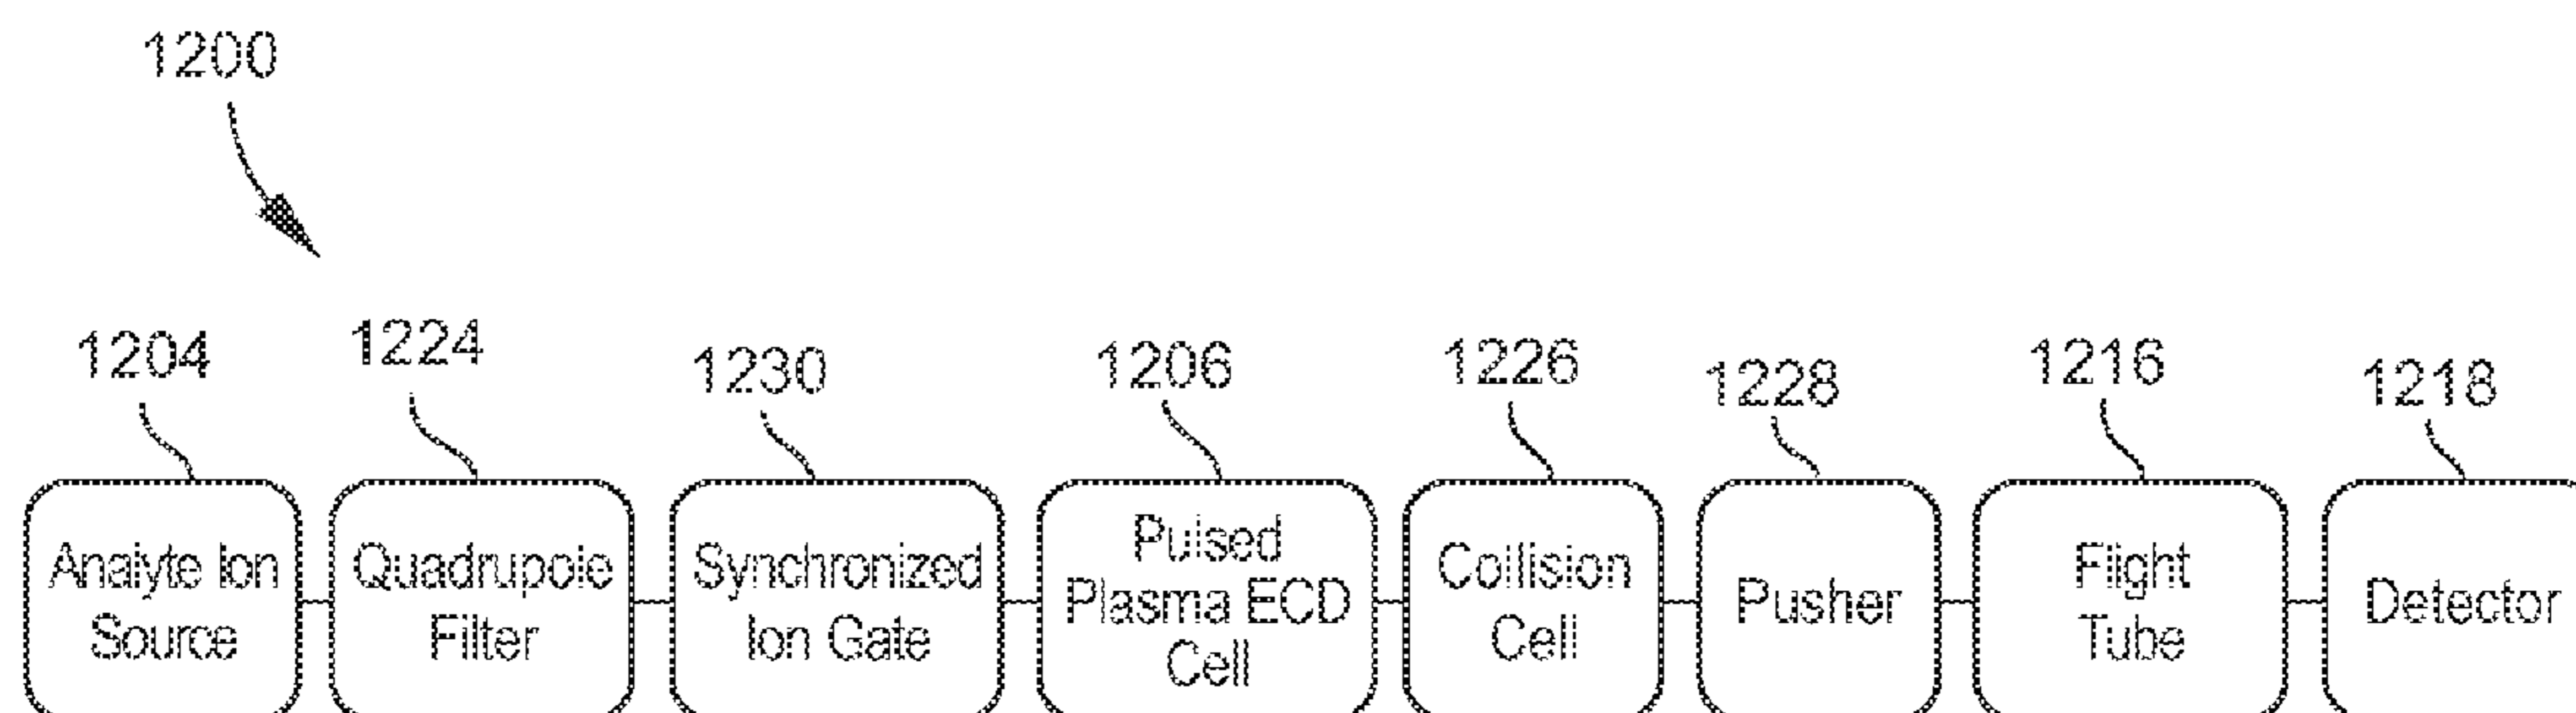 1200
1204 1224 1230 1206 1226 1228 1216 1218
Analyte Ion
Source
Quadrupole
Filter
Synchronized
Ion Gate
Pulsed
Plasma ECD
Cell
Collision
Cell
Pusher
Flight
Tube
Detector